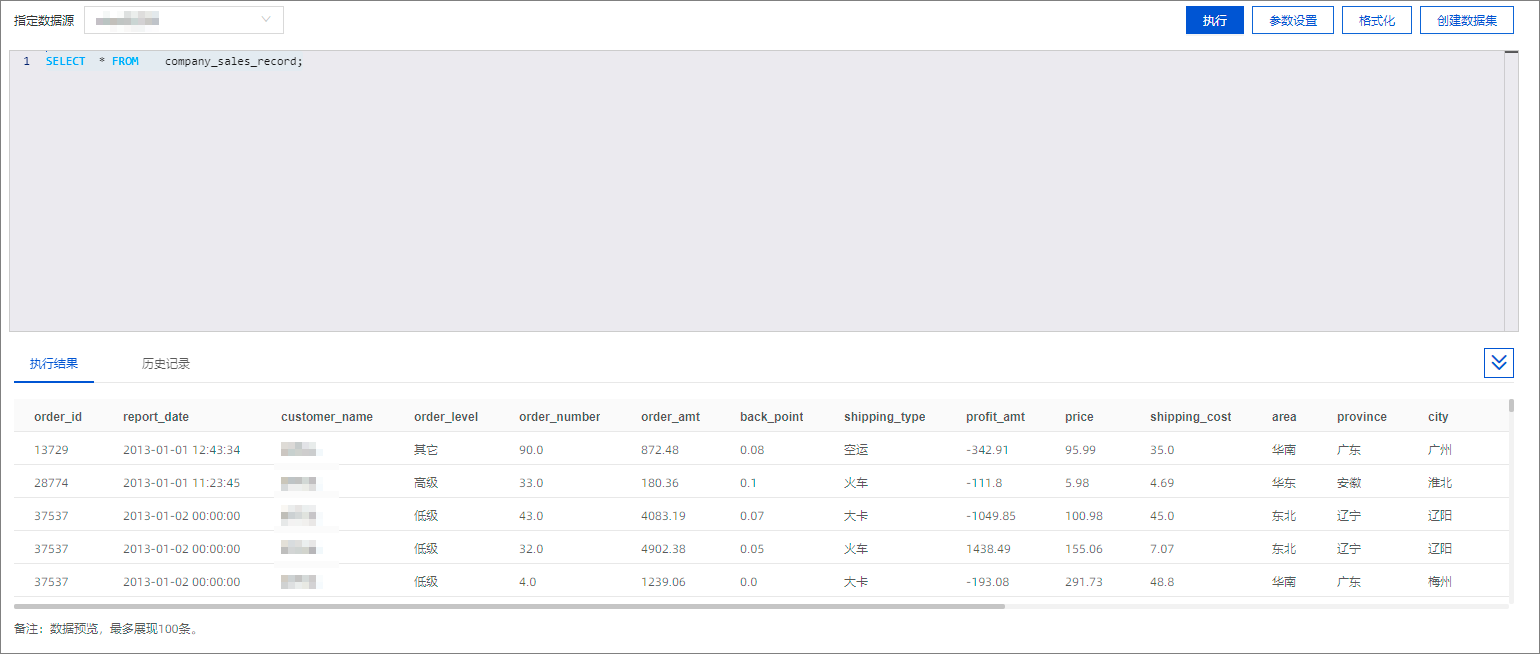 指定数据源 执行 参数设置 格式化 创建数据集
1 SELECT * FROM company_sales_record;
执行结果 历史记录
order_id report_date customer_name order_level order_number order_amt back_point shipping_type profit_amt price shipping_cost area province city
13729 2013-01-01 12:43:34 其它 90.0 872.48 0.08 空运 -342.91 95.99 35.0 华南 广东 广州
28774 2013-01-01 11:23:45 高级 33.0 180.36 0.1 火车 -111.8 5.98 4.69 华东 安徽 淮北
37537 2013-01-02 00:00:00 低级 43.0 4083.19 0.07 大卡 -1049.85 100.98 45.0 东北 辽宁 辽阳
37537 2013-01-02 00:00:00 低级 32.0 4902.38 0.05 火车 1438.49 155.06 7.07 东北 辽宁 辽阳
37537 2013-01-02 00:00:00 低级 4.0 1239.06 0.0 大卡 -193.08 291.73 48.8 华南 广东 梅州
备注：数据预览，最多展现100条。